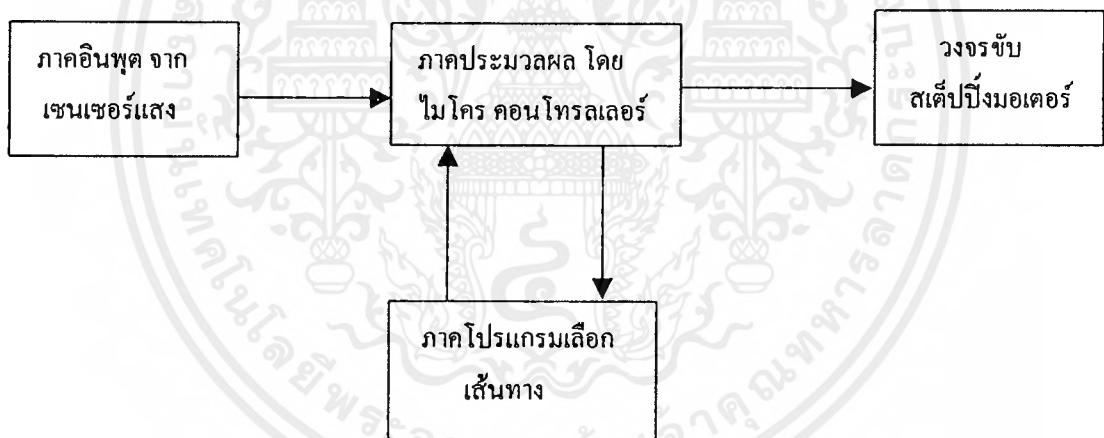 ภาคอินพุต จาก
เซนเซอร์แสง
ภาคประมวลผล โดย
ไมโคร คอนโทรลเลอร์
วงจรขับ
สเต็ปปิ้งมอเตอร์
ภาคโปรแกรมเลือก
เส้นทาง